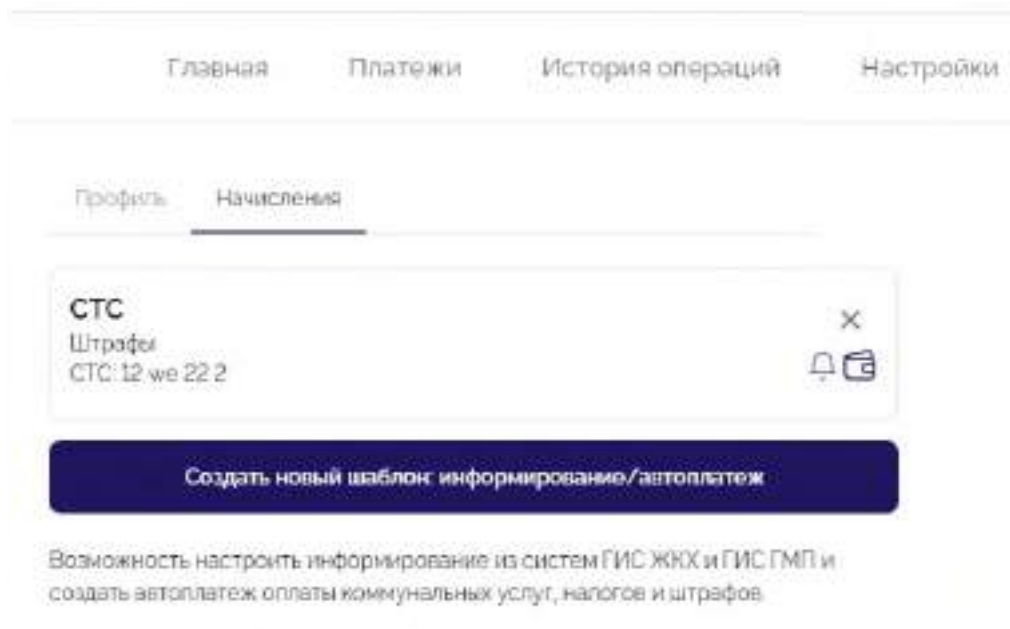 Главная Платежи История операций Настройки
Профиль Начисления
СТС
Штрафы
СТС: 12 we 22 2
Создать новый шаблон: информирование/автоплатеж
Возможность настроить информирование из систем ГИС ЖКХ и ГИС ГМП и
создать автоплатеж оплаты коммунальных услуг, налогов и штрафов